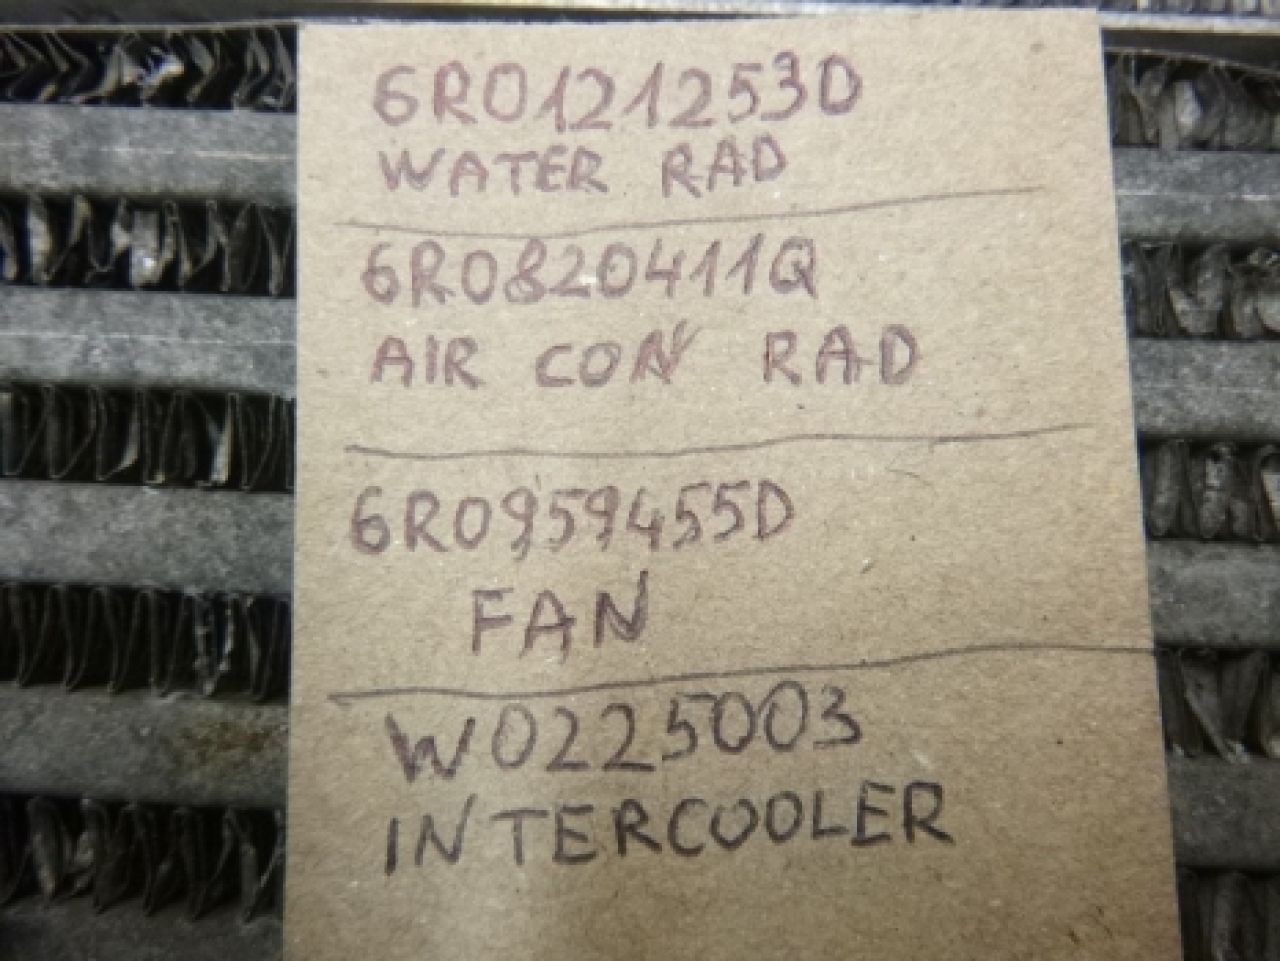 6R0121253D
WATER RAD
6R0820411Q
AIR CON RAD
6R0959455D
FAN
W0225003
INTERCOOLER